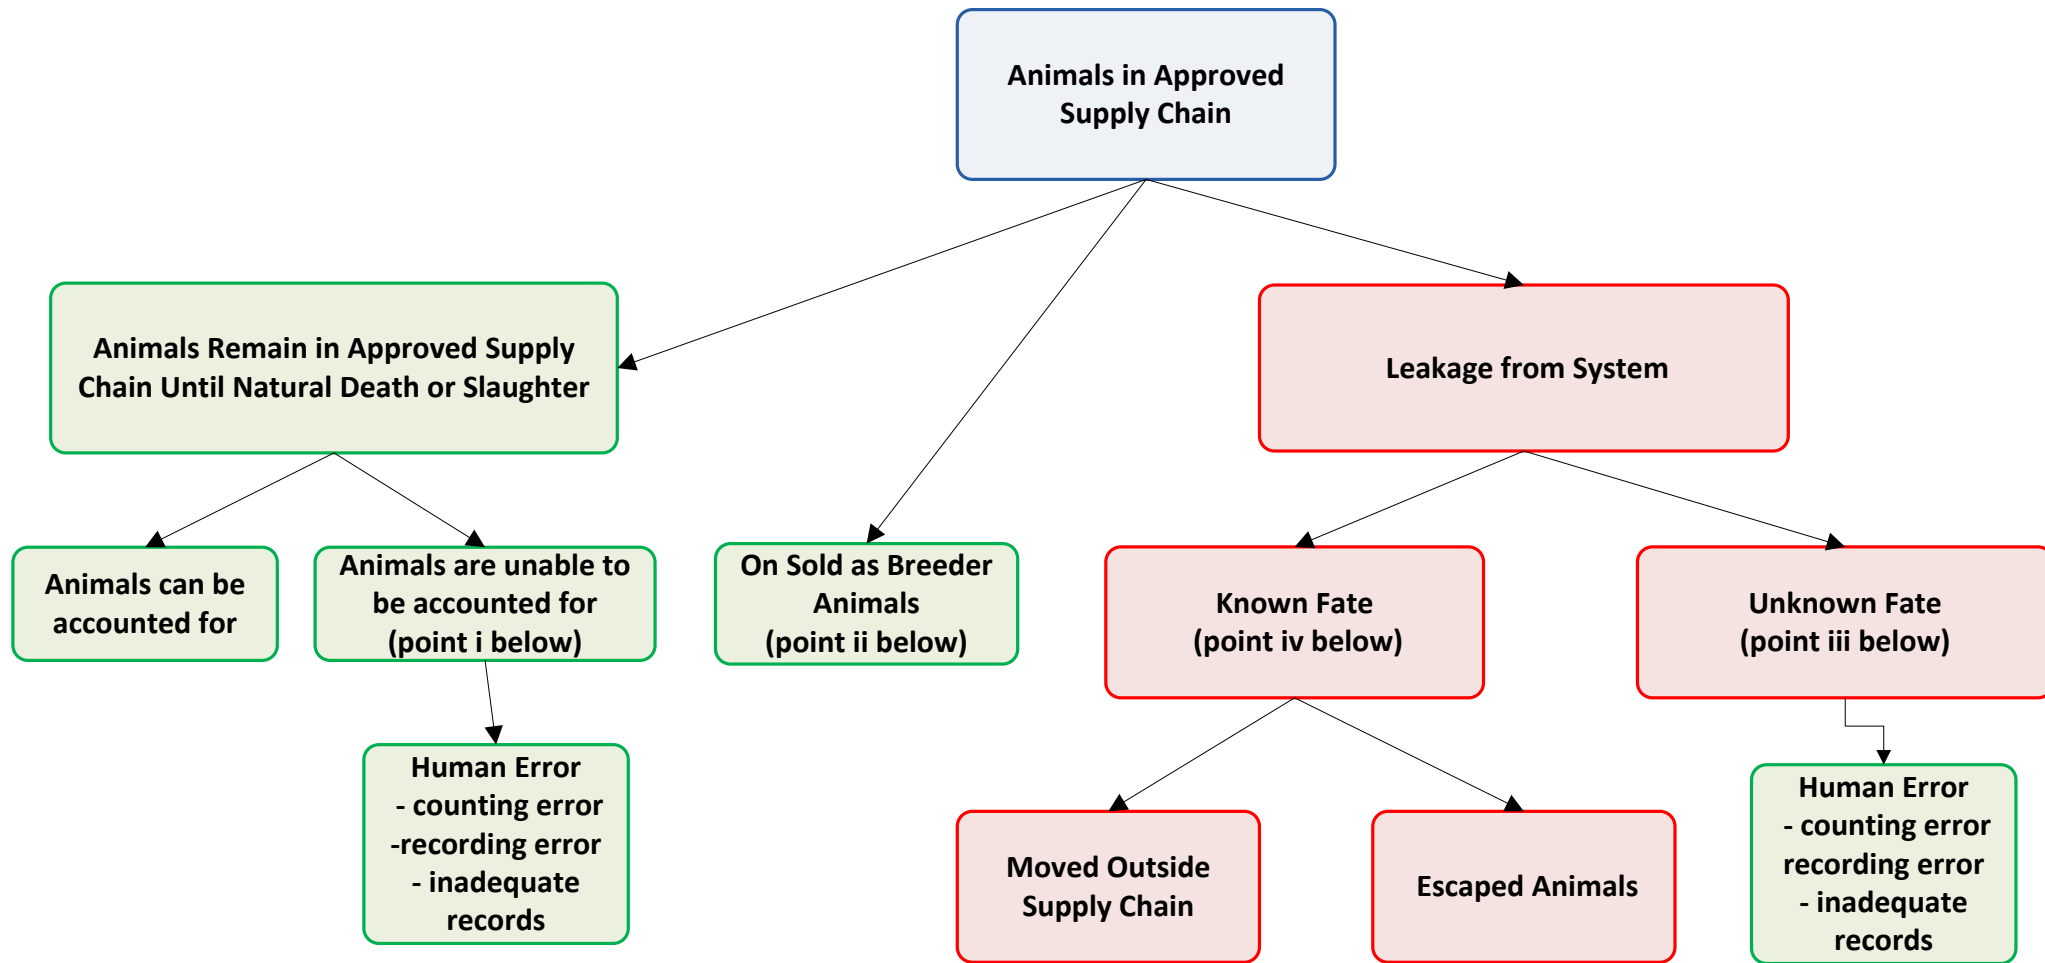 Animals in Approved
Supply Chain
Animals Remain in Approved Supply
Chain Until Natural Death or Slaughter
Leakage from System
Animals can be
accounted for
Animals are unable to
be accounted for
(point i below)
On Sold as Breeder
Animals
(point ii below)
Known Fate
(point iv below)
Unknown Fate
(point iii below)
Human Error
- counting error
-recording error
- inadequate
records
Moved Outside
Supply Chain
Escaped Animals
Human Error
- counting error
recording error
- inadequate
records